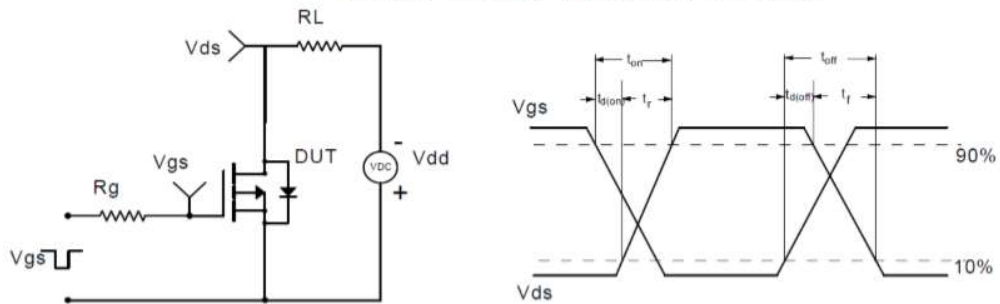 RL
Vds
Vgs
DUT
VDC
-
Vdd
+
Rg
Vgs
ton
toff
td(on)
tr
td(off)
tf
Vgs
90%
10%
Vds